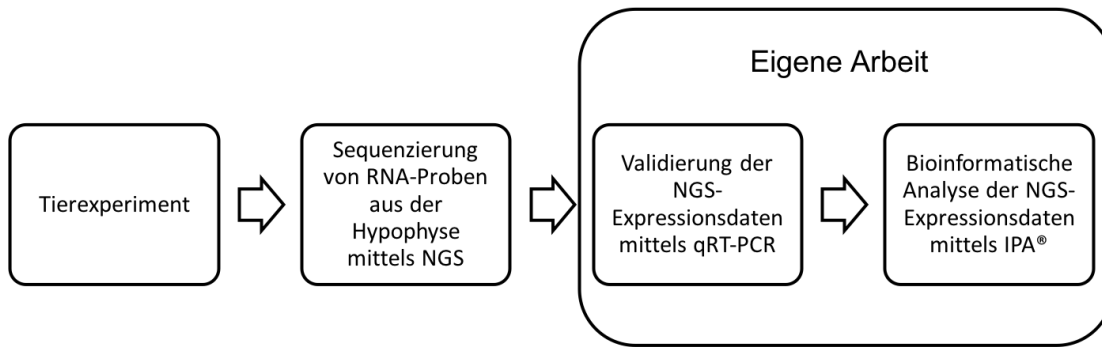 Eigene Arbeit
Tierexperiment
Sequenzierung
von RNA-Proben
aus der
Hypophyse
mittels NGS
Validierung der
NGS-
Expressionsdaten
mittels qRT-PCR
Bioinformatische
Analyse der NGS-
Expressionsdaten
mittels IPA®